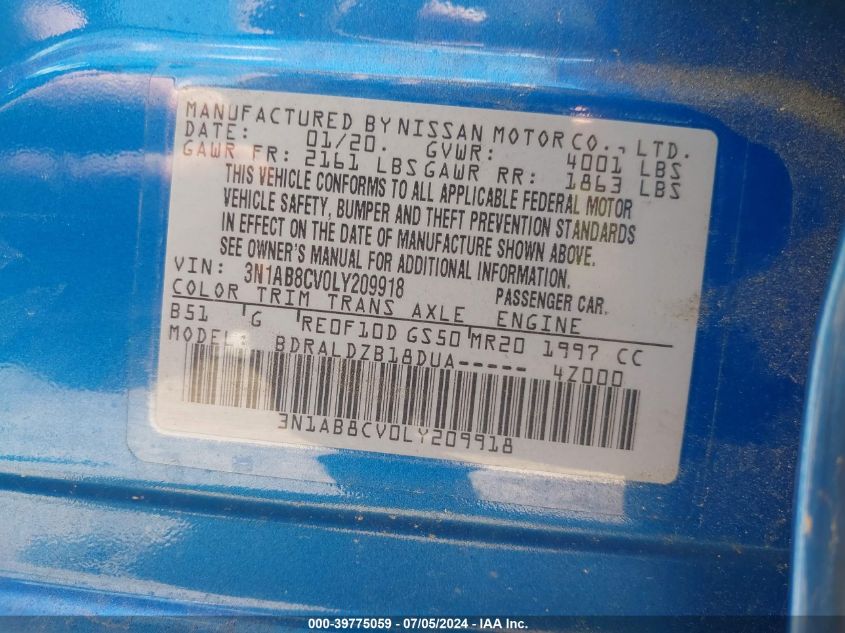 MANUFACTURED BY NISSAN MOTOR CO., LTD.
DATE: 01/20. GVWR: 4001 LBS
GAWR FR: 2161 LBS GAWR RR: 1863 LBS
THIS VEHICLE CONFORMS TO ALL APPLICABLE FEDERAL MOTOR
VEHICLE SAFETY, BUMPER AND THEFT PREVENTION STANDARDS
IN EFFECT ON THE DATE OF MANUFACTURE SHOWN ABOVE.
SEE OWNER'S MANUAL FOR ADDITIONAL INFORMATION.
VIN: 3N1AB8CV0LY209918 PASSENGER CAR.
COLOR TRIM TRANS AXLE ENGINE
B51 G RE0F10D GS50 MR20 1997 CC
MODEL: BDRALDZB18DUA----- 4Z000
3N1AB8CV0LY209918
000-39775059 - 07/05/2024 - IAA Inc.